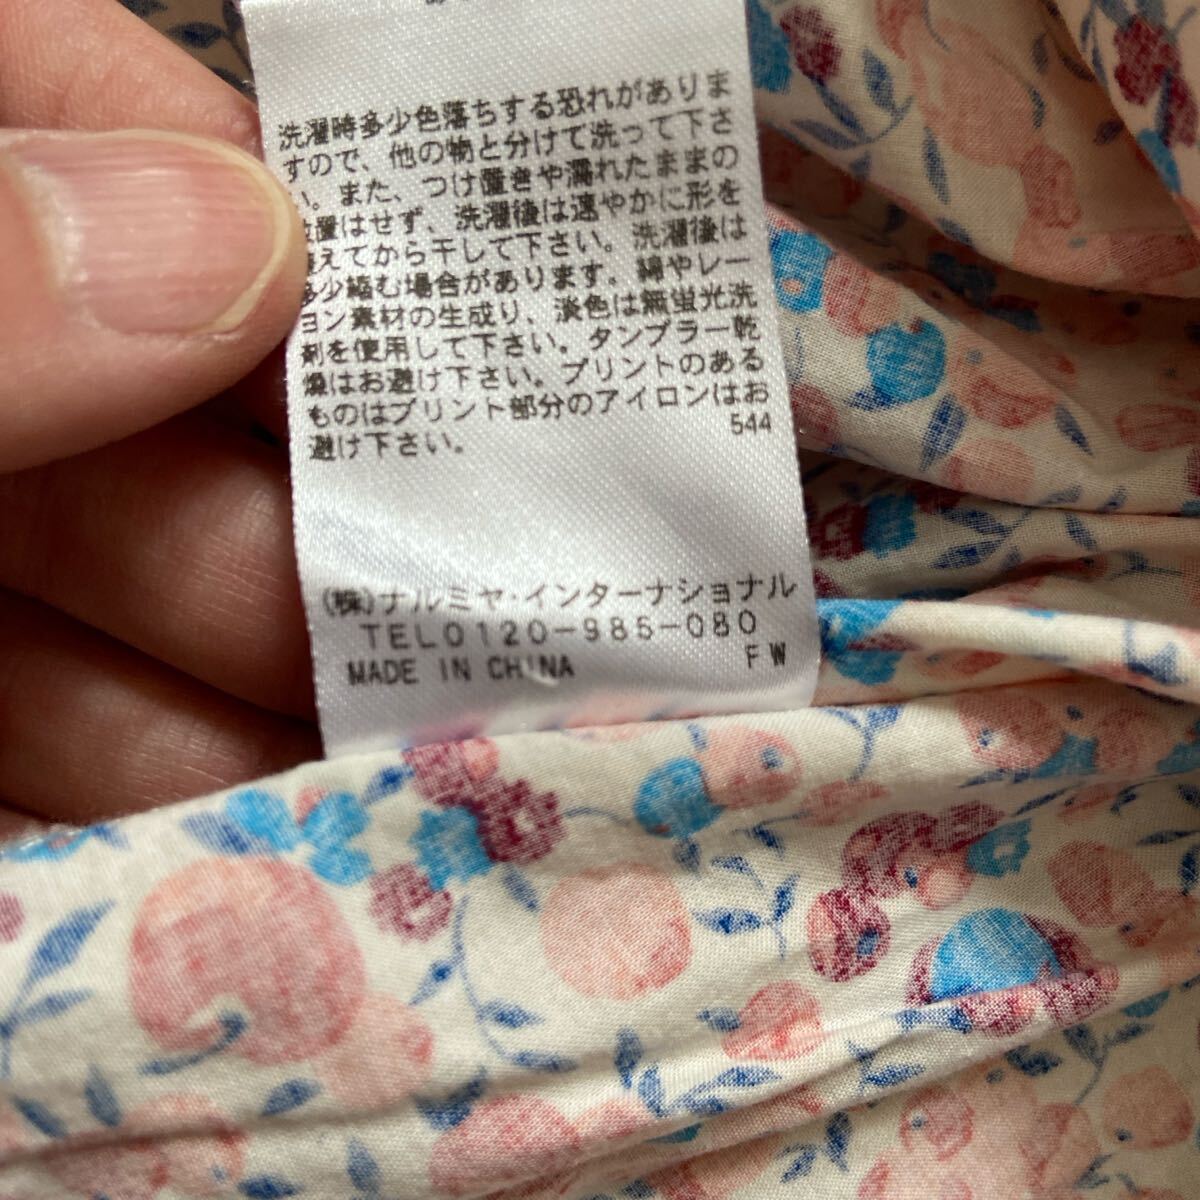 洗濯時多少色落ちする恐れがありま
すので、他の物と分けて洗って下さ
い。また、つけ置きや濡れたままの
放置はせず、洗濯後は速やかに形を
整えてから干して下さい。洗濯後は
多少縮む場合があります。綿やレー
ヨン素材の生成り、淡色は無蛍光洗
剤を使用して下さい。タンブラー乾
燥はお避け下さい。プリントのある
ものはプリント部分のアイロンはお
避け下さい。 544
(株)ナルミヤ・インターナショナル
TEL0120-985-080
MADE IN CHINA FW